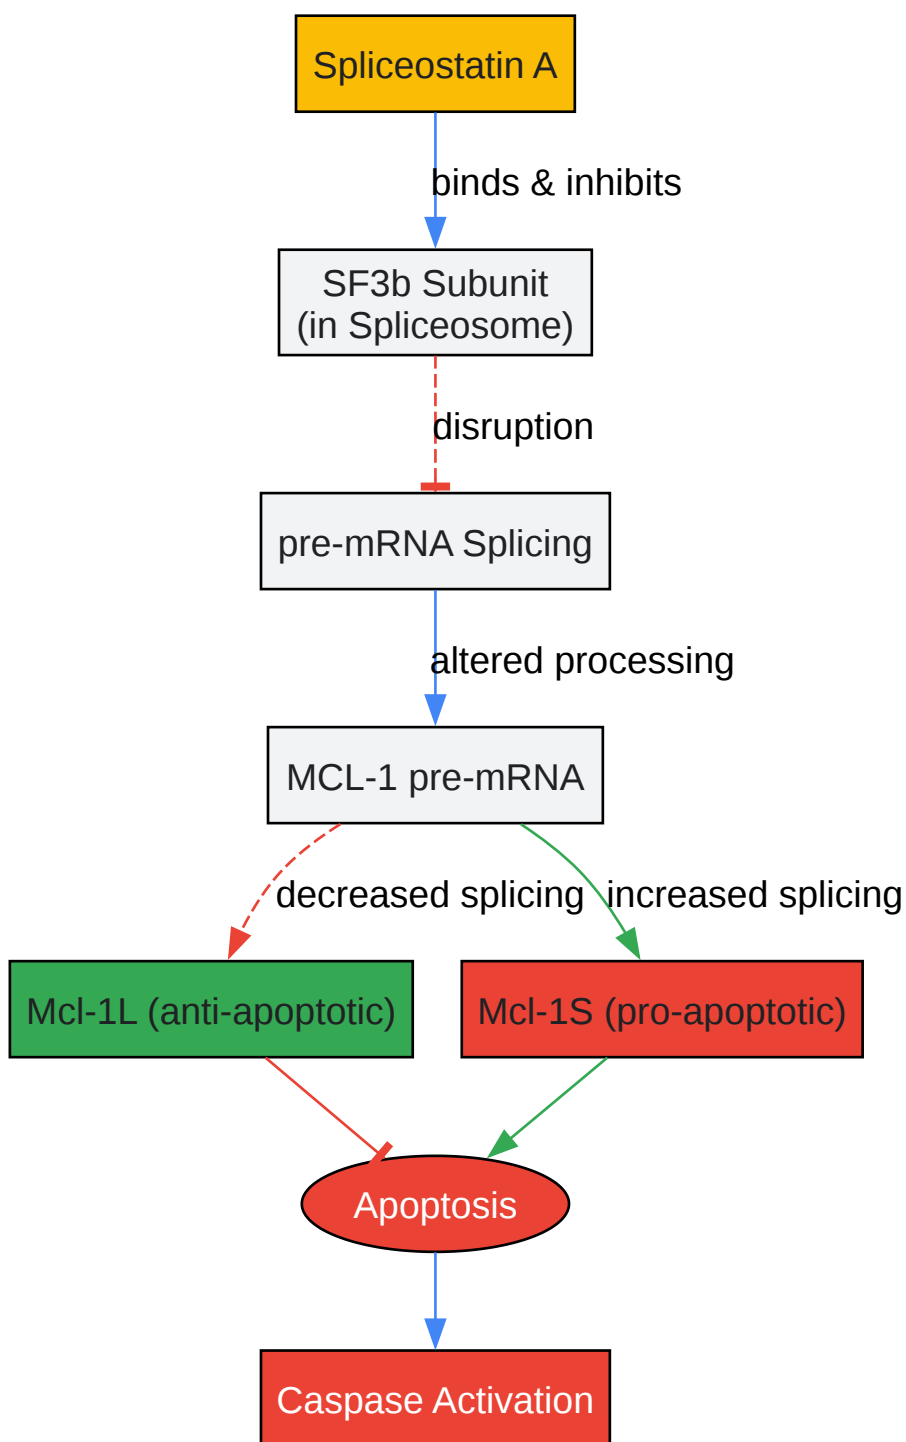 Spliceostatin A
binds & inhibits
SF3b Subunit
(in Spliceosome)
disruption
pre-mRNA Splicing
altered processing
MCL-1 pre-mRNA
decreased splicing
increased splicing
Mcl-1L (anti-apoptotic)
Mcl-1S (pro-apoptotic)
Apoptosis
Caspase Activation